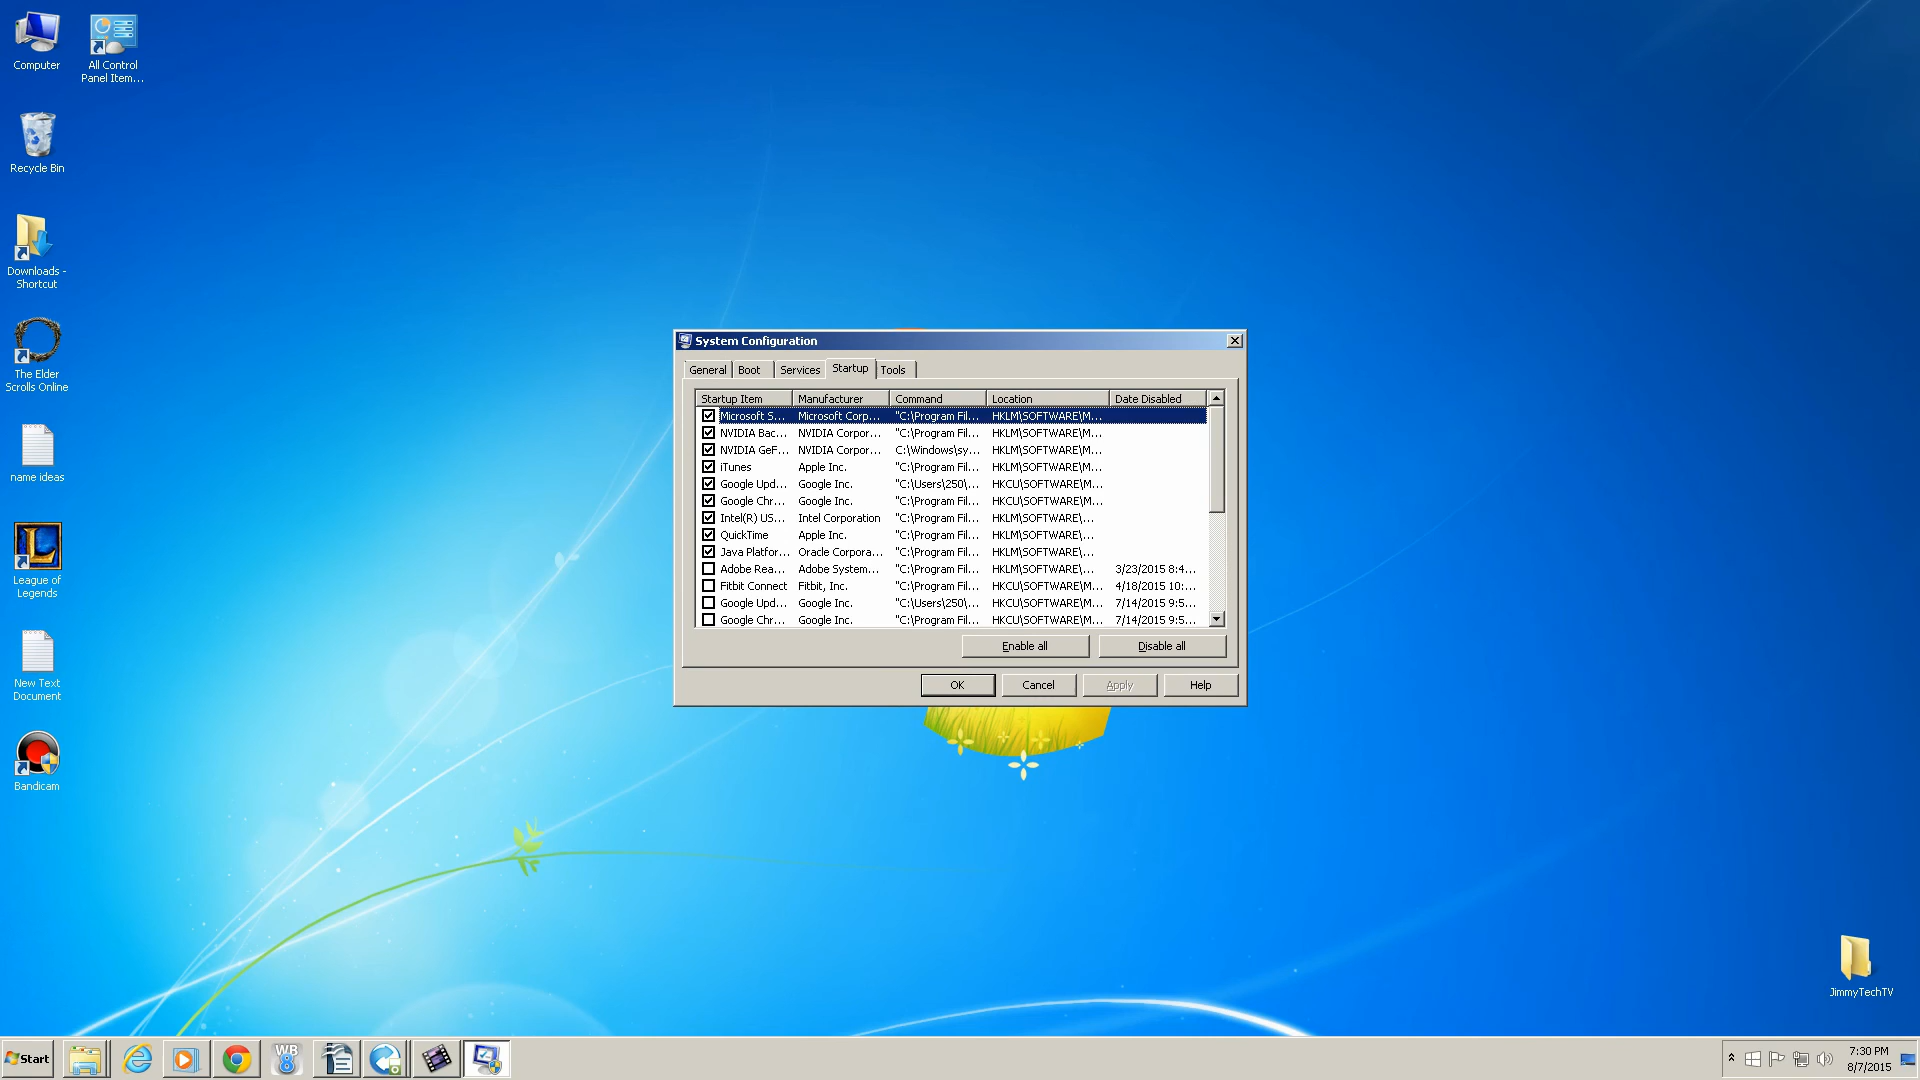 Computer
All Control
Panel Item...
Recycle Bin
Downloads -
Shortcut
The Elder
Scrolls Online
name ideas
League of
Legends
New Text
Document
Bandicam
System Configuration
General Boot Services Startup Tools
Startup Item Manufacturer Command Location Date Disabled
Microsoft S... Microsoft Corp... "C:\Program Fil... HKLM\SOFTWARE\M...
NVIDIA Bac... NVIDIA Corpor... "C:\Program Fil... HKLM\SOFTWARE\M...
NVIDIA GeF... NVIDIA Corpor... C:\Windows\sy... HKLM\SOFTWARE\M...
iTunes Apple Inc. "C:\Program Fil... HKLM\SOFTWARE\M...
Google Upd... Google Inc. "C:\Users\250\... HKCU\SOFTWARE\M...
Google Chr... Google Inc. "C:\Program Fil... HKCU\SOFTWARE\M...
Intel(R) US... Intel Corporation "C:\Program Fil... HKLM\SOFTWARE\...
QuickTime Apple Inc. "C:\Program Fil... HKLM\SOFTWARE\...
Java Platfor... Oracle Corpora... "C:\Program Fil... HKLM\SOFTWARE\...
Adobe Rea... Adobe System... "C:\Program Fil... HKLM\SOFTWARE\... 3/23/2015 8:4...
Fitbit Connect Fitbit, Inc. "C:\Program Fil... HKCU\SOFTWARE\M... 4/18/2015 10:...
Google Upd... Google Inc. "C:\Users\250\... HKCU\SOFTWARE\M... 7/14/2015 9:5...
Google Chr... Google Inc. "C:\Program Fil... HKCU\SOFTWARE\M... 7/14/2015 9:5...
Enable all Disable all
OK Cancel Apply Help
JimmyTechTV
Start
WB
8
7:30 PM
8/7/2015